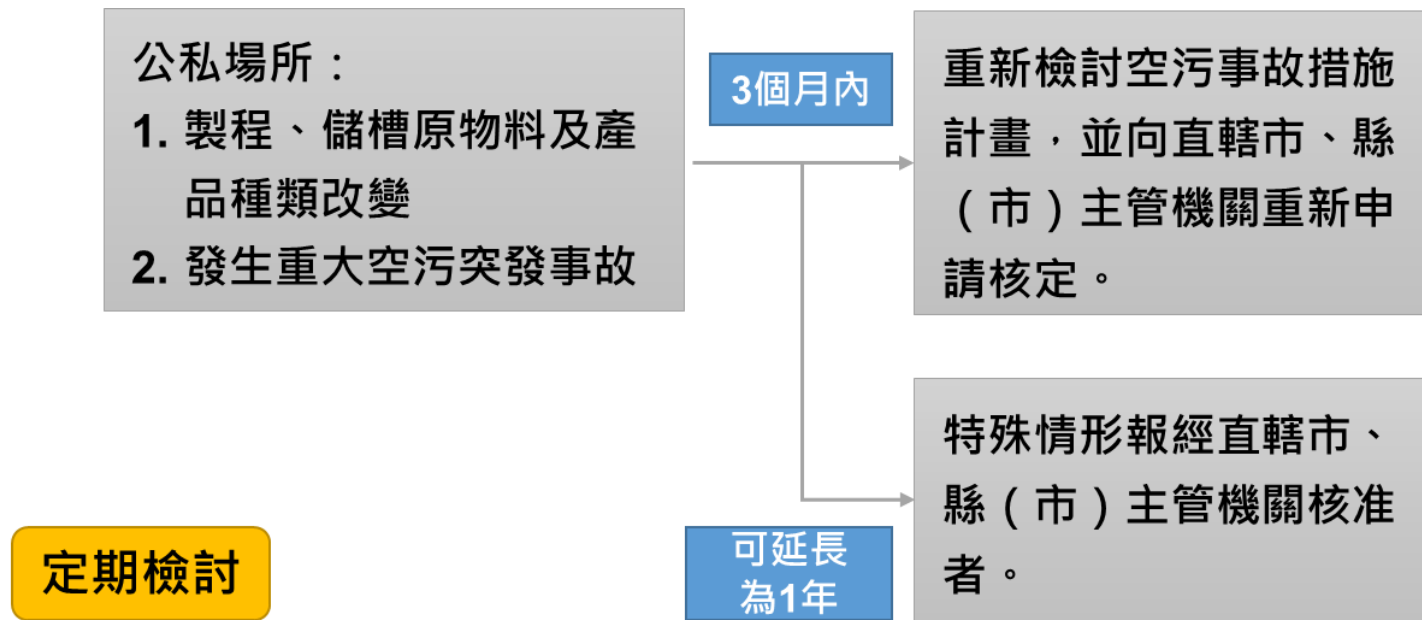 公私場所：
1. 製程、儲槽原物料及產
品種類改變
2. 發生重大空污突發事故
3個月內
重新檢討空污事故措施
計畫，並向直轄市、縣
（市）主管機關重新申
請核定。
特殊情形報經直轄市、
縣（市）主管機關核准
者。
可延長
為1年
定期檢討